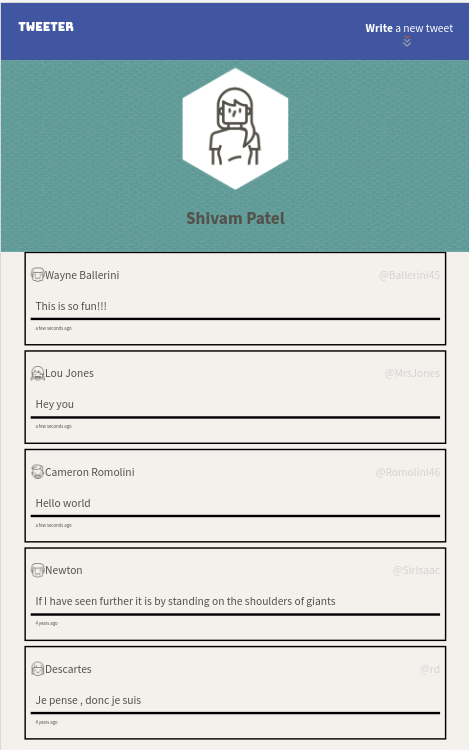 TWEETER
Write a new tweet
Shivam Patel
Wayne Ballerini @Ballerini45
This is so fun!!!
a few seconds ago
Lou Jones @MrsJones
Hey you
a few seconds ago
Cameron Romolini @Romolini46
Hello world
a few seconds ago
Newton @SirIsaac
If I have seen further it is by standing on the shoulders of giants
4 years ago
Descartes @rd
Je pense , donc je suis
4 years ago